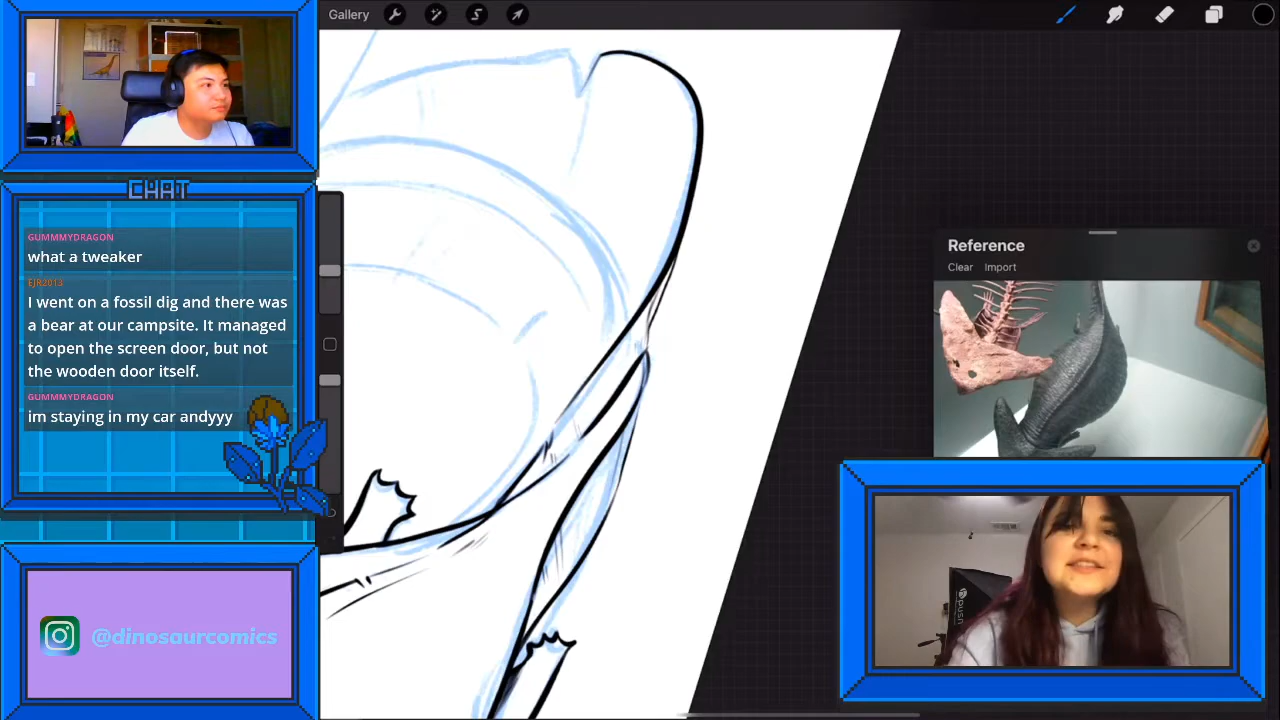 Gallery
CHAT
GUMMMYDRAGON
what a tweaker
EJR2013
I went on a fossil dig and there was
a bear at our campsite. It managed
to open the screen door, but not
the wooden door itself.
GUMMMYDRAGON
im staying in my car andyyy
@dinosaurcomics
Reference
Clear Import
push